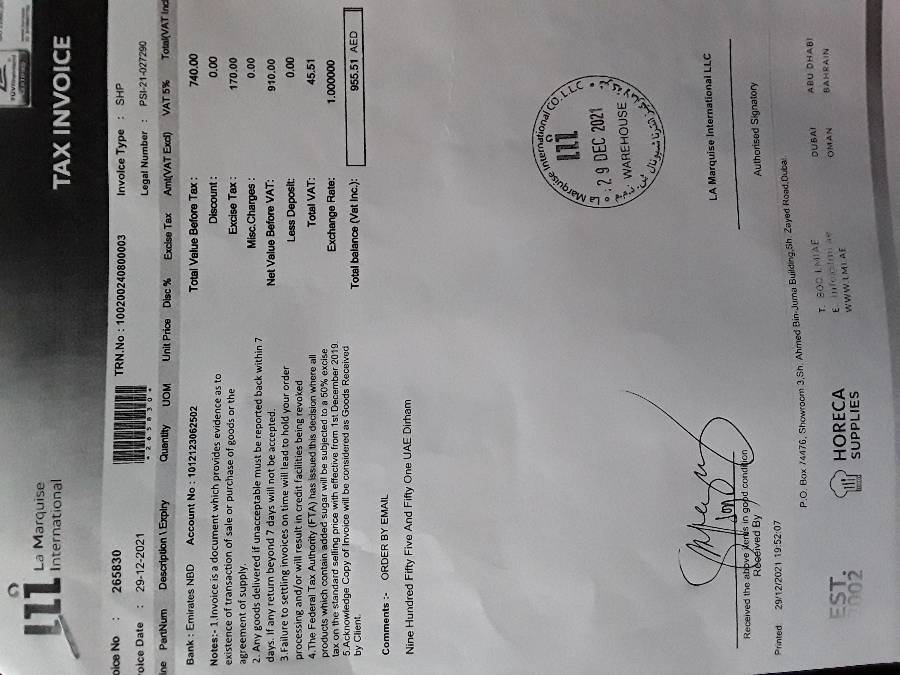 La Marquise
International
TAX INVOICE
oice No : 265830
TRN.No : 100200240800003
Invoice Type : SHP
oice Date : 29-12-2021
*265830*
Legal Number : PSI-21-027290
ine PartNum Description \ Expiry Quantity UOM Unit Price Disc % Excise Tax Amt(VAT Excl) VAT 5% Total(VAT Incl
Bank : Emirates NBD Account No : 1012123062502
Total Value Before Tax : 740.00
Notes:- 1.Invoice is a document which provides evidence as to
Discount : 0.00
existence of transaction of sale or purchase of goods or the
Excise Tax : 170.00
agreement of supply.
Misc.Charges : 0.00
2. Any goods delivered if unacceptable must be reported back within 7
Net Value Before VAT: 910.00
days. If any return beyond 7 days will not be accepted.
3.Failure to settling invoices on time will lead to hold your order
Less Deposit: 0.00
processing and/or will result in credit facilities being revoked
4.The Federal Tax Authority (FTA) has issued this decision where all
Total VAT: 45.51
products which contain added sugar will be subjected to a 50% excise
Exchange Rate: 1.000000
tax on the standard selling price with effective from 1st December 2019.
5.Acknowledge Copy of Invoice will be considered as Goods Received
Total balance (Vat Inc.): 955.51 AED
by Client.
Comments :- ORDER BY EMAIL
Nine Hundred Fifty Five And Fifty One UAE Dirham
La Marquise International CO. L.L.C
29 DEC 2021
WAREHOUSE
LA Marquise International LLC
Received the above items in good condition
Received By
Authorised Signatory
Printed 29/12/2021 19:52:07
P.O. Box 74476, Showroom 3,Sh. Ahmed Bin-Juma Building,Sh. Zayed Road,Dubai
EST.
2002
HORECA
SUPPLIES
T. 800 LMI AE
E.
WWW.LMI.AE
DUBAI
OMAN
ABU DHABI
BAHRAIN